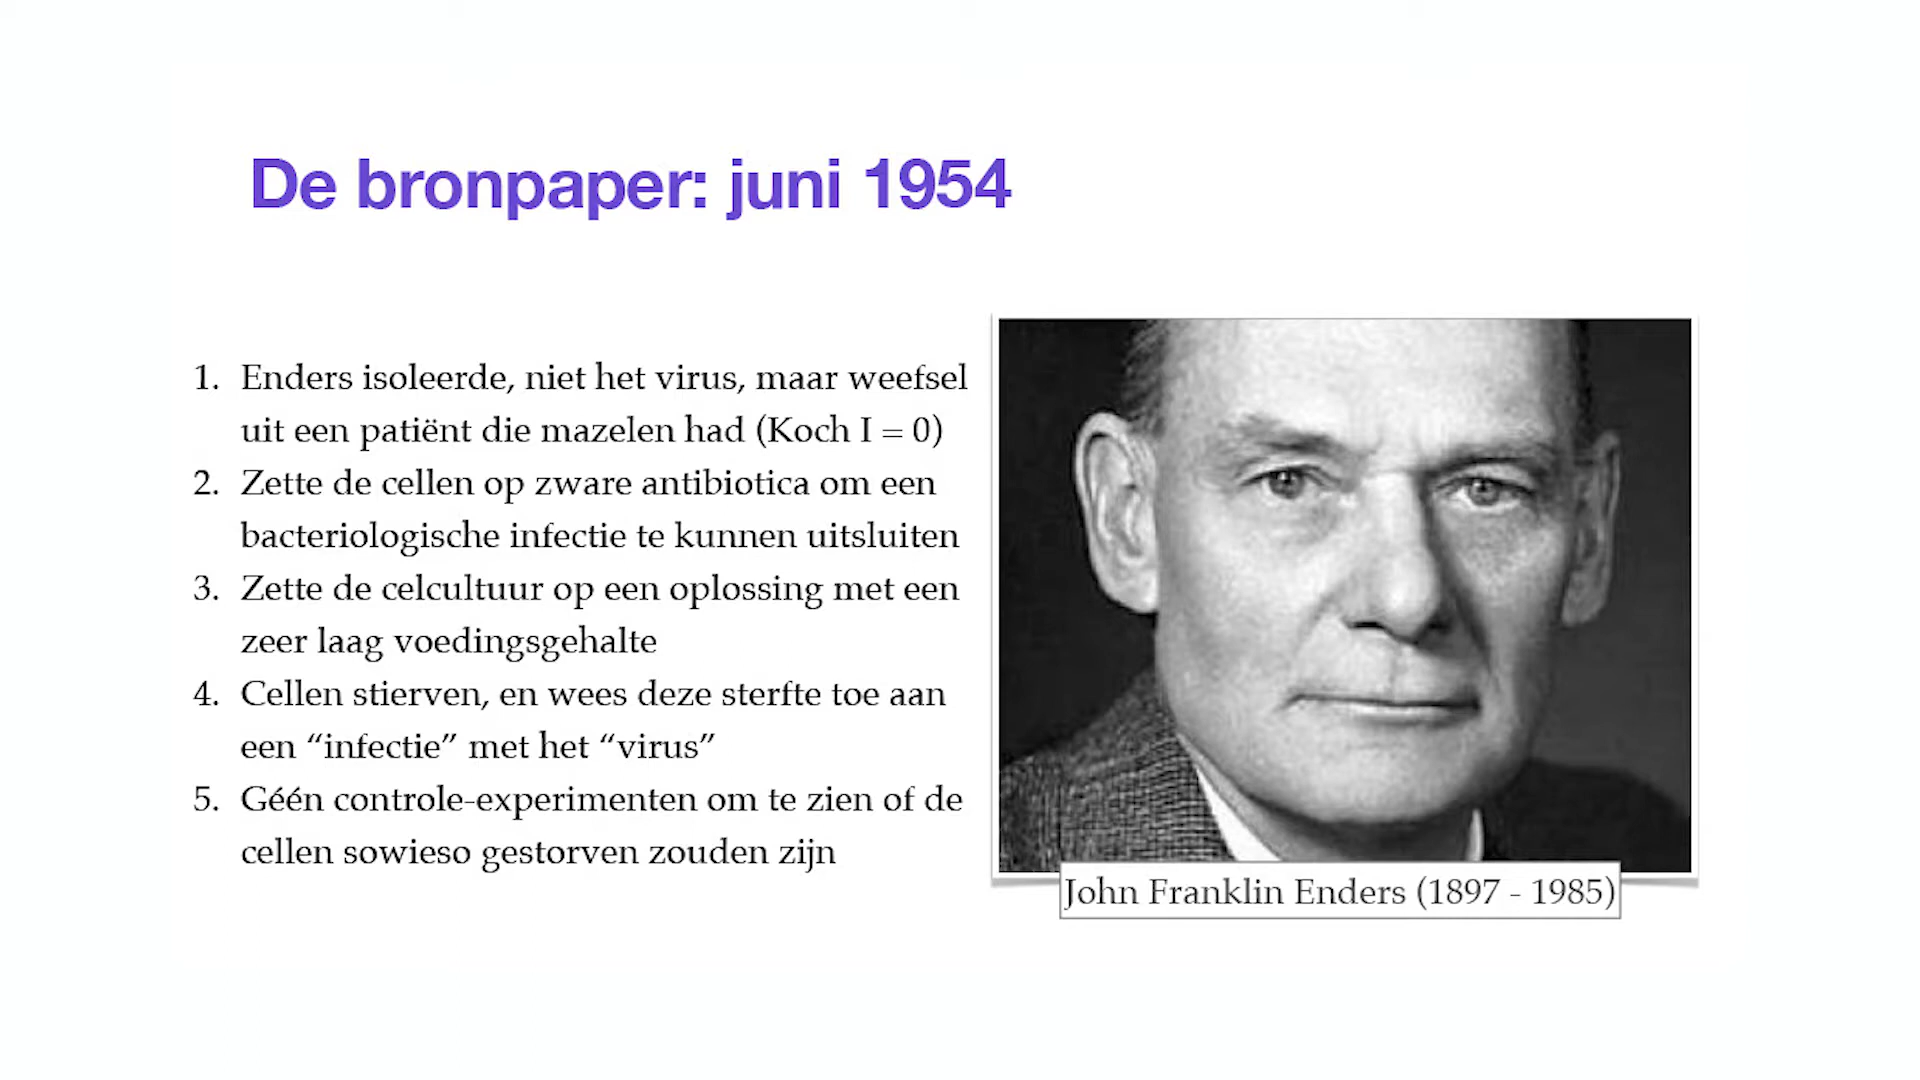 De bronpaper: juni 1954
1. Enders isoleerde, niet het virus, maar weefsel
uit een patiënt die mazelen had (Koch I = 0)
2. Zette de cellen op zware antibiotica om een
bacteriologische infectie te kunnen uitsluiten
3. Zette de celcultuur op een oplossing met een
zeer laag voedingsgehalte
4. Cellen stierven, en wees deze sterfte toe aan
een “infectie” met het “virus”
5. Géén controle-experimenten om te zien of de
cellen sowieso gestorven zouden zijn
John Franklin Enders (1897 - 1985)